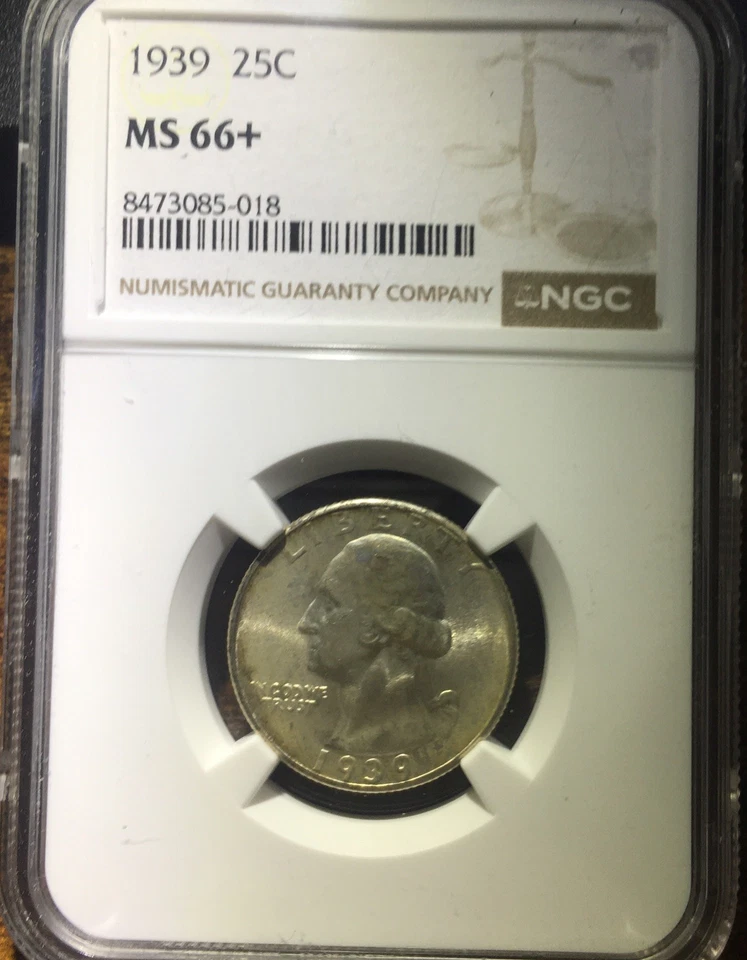 1939 25C
MS 66+
8473085-018
NUMISMATIC GUARANTY COMPANY NGC
LIBERTY
IN GOD WE
TRUST
1939